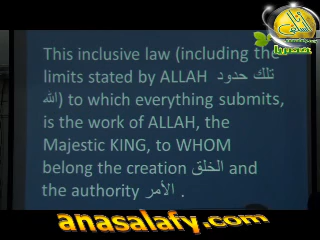 This inclusive law (including the
limits stated by ALLAH تلك حدود
الله) to which everything submits,
is the work of ALLAH, the
Majestic KING, to WHOM
belong the creation الخلق and
the authority الأمر .
anasalafy.com